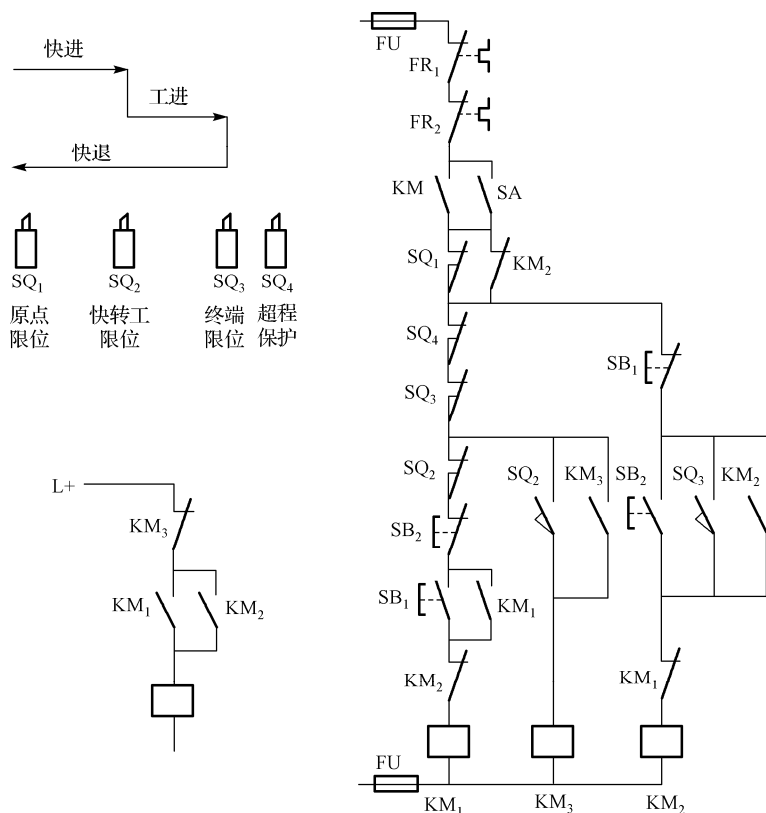 快进
工进
快退
SQ₁
原点
限位
SQ₂
快转工
限位
SQ₃
终端
限位
SQ₄
超程
保护
L+
KM₃
KM₁
KM₂
FU
FR₁
FR₂
KM
SA
SQ₁
KM₂
SQ₄
SQ₃
SB₁
SQ₂
SQ₂
KM₃
SB₂
SQ₃
KM₂
SB₂
SB₁
KM₁
KM₂
KM₁
FU
KM₁
KM₃
KM₂